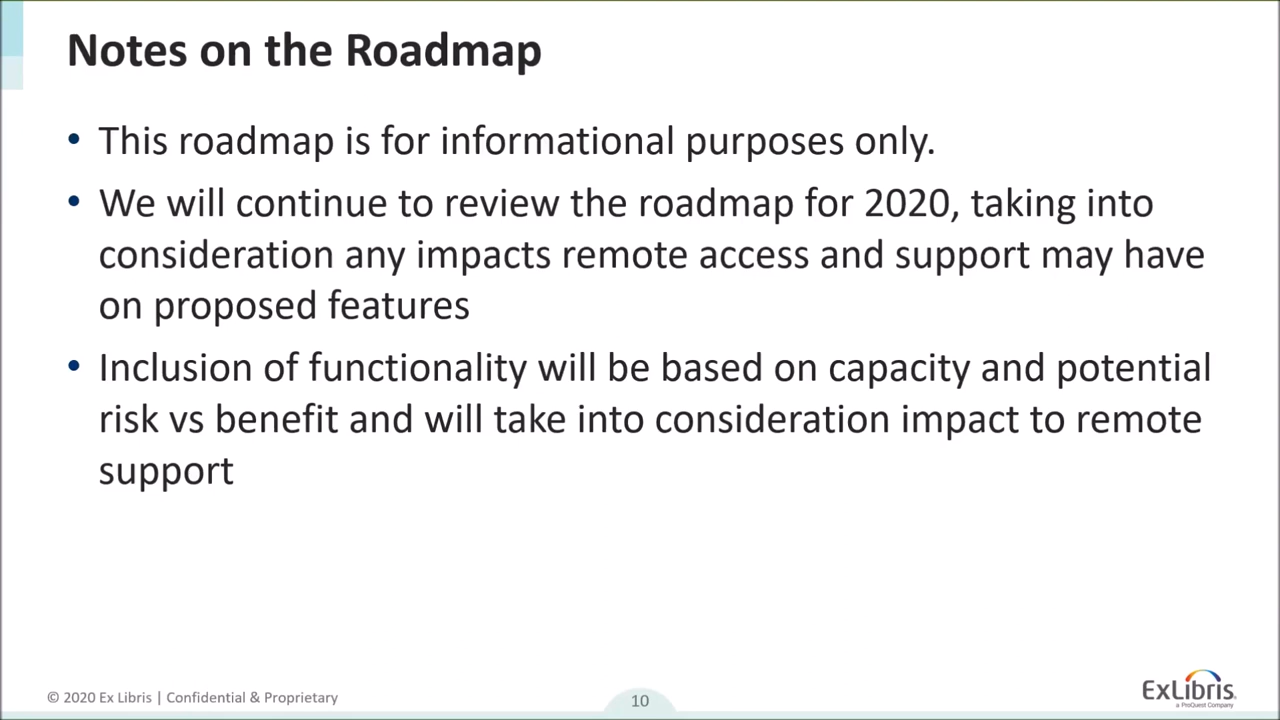 Notes on the Roadmap
• This roadmap is for informational purposes only.
• We will continue to review the roadmap for 2020, taking into
consideration any impacts remote access and support may have
on proposed features
• Inclusion of functionality will be based on capacity and potential
risk vs benefit and will take into consideration impact to remote
support
© 2020 Ex Libris | Confidential & Proprietary
10
ExLibris.
a ProQuest Company